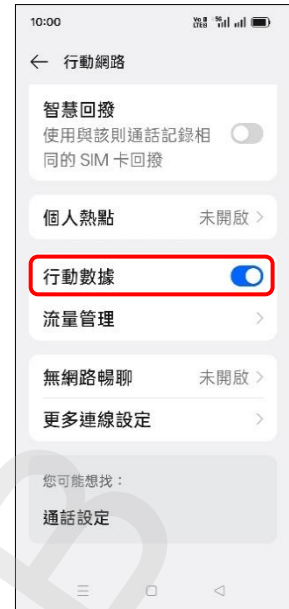 10:00
Vo LTE 5G
← 行動網路
智慧回撥
使用與該則通話記錄相
同的 SIM 卡回撥
個人熱點 未開啟 >
行動數據
流量管理 >
無網路暢聊 未開啟 >
更多連線設定 >
您可能想找：
通話設定